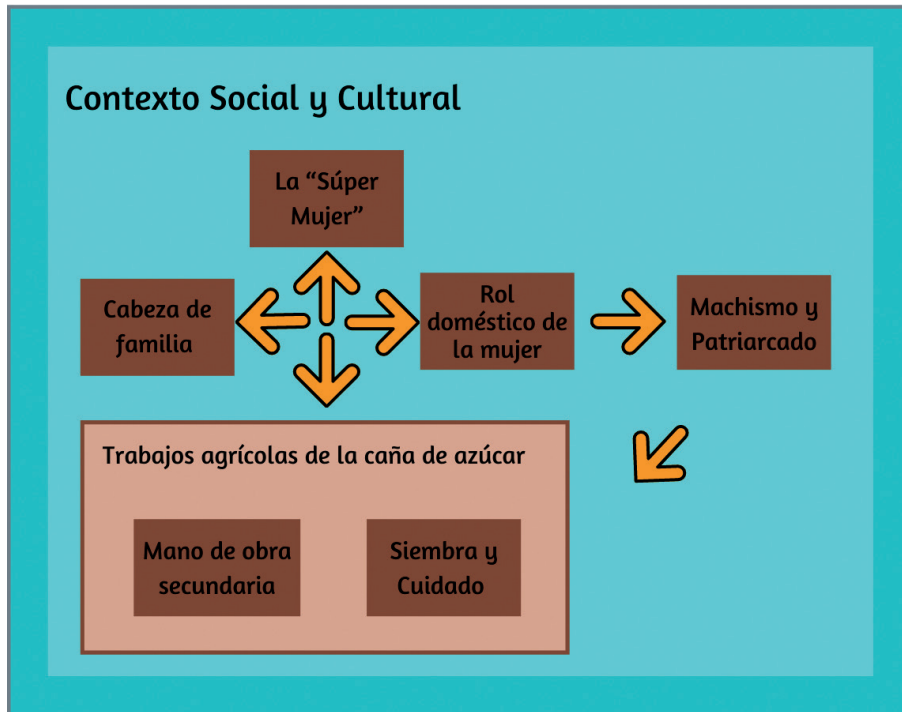 Contexto Social y Cultural
La “Súper
Mujer”
Cabeza de
familia
Rol
doméstico de
la mujer
Machismo y
Patriarcado
Trabajos agrícolas de la caña de azúcar
Mano de obra
secundaria
Siembra y
Cuidado